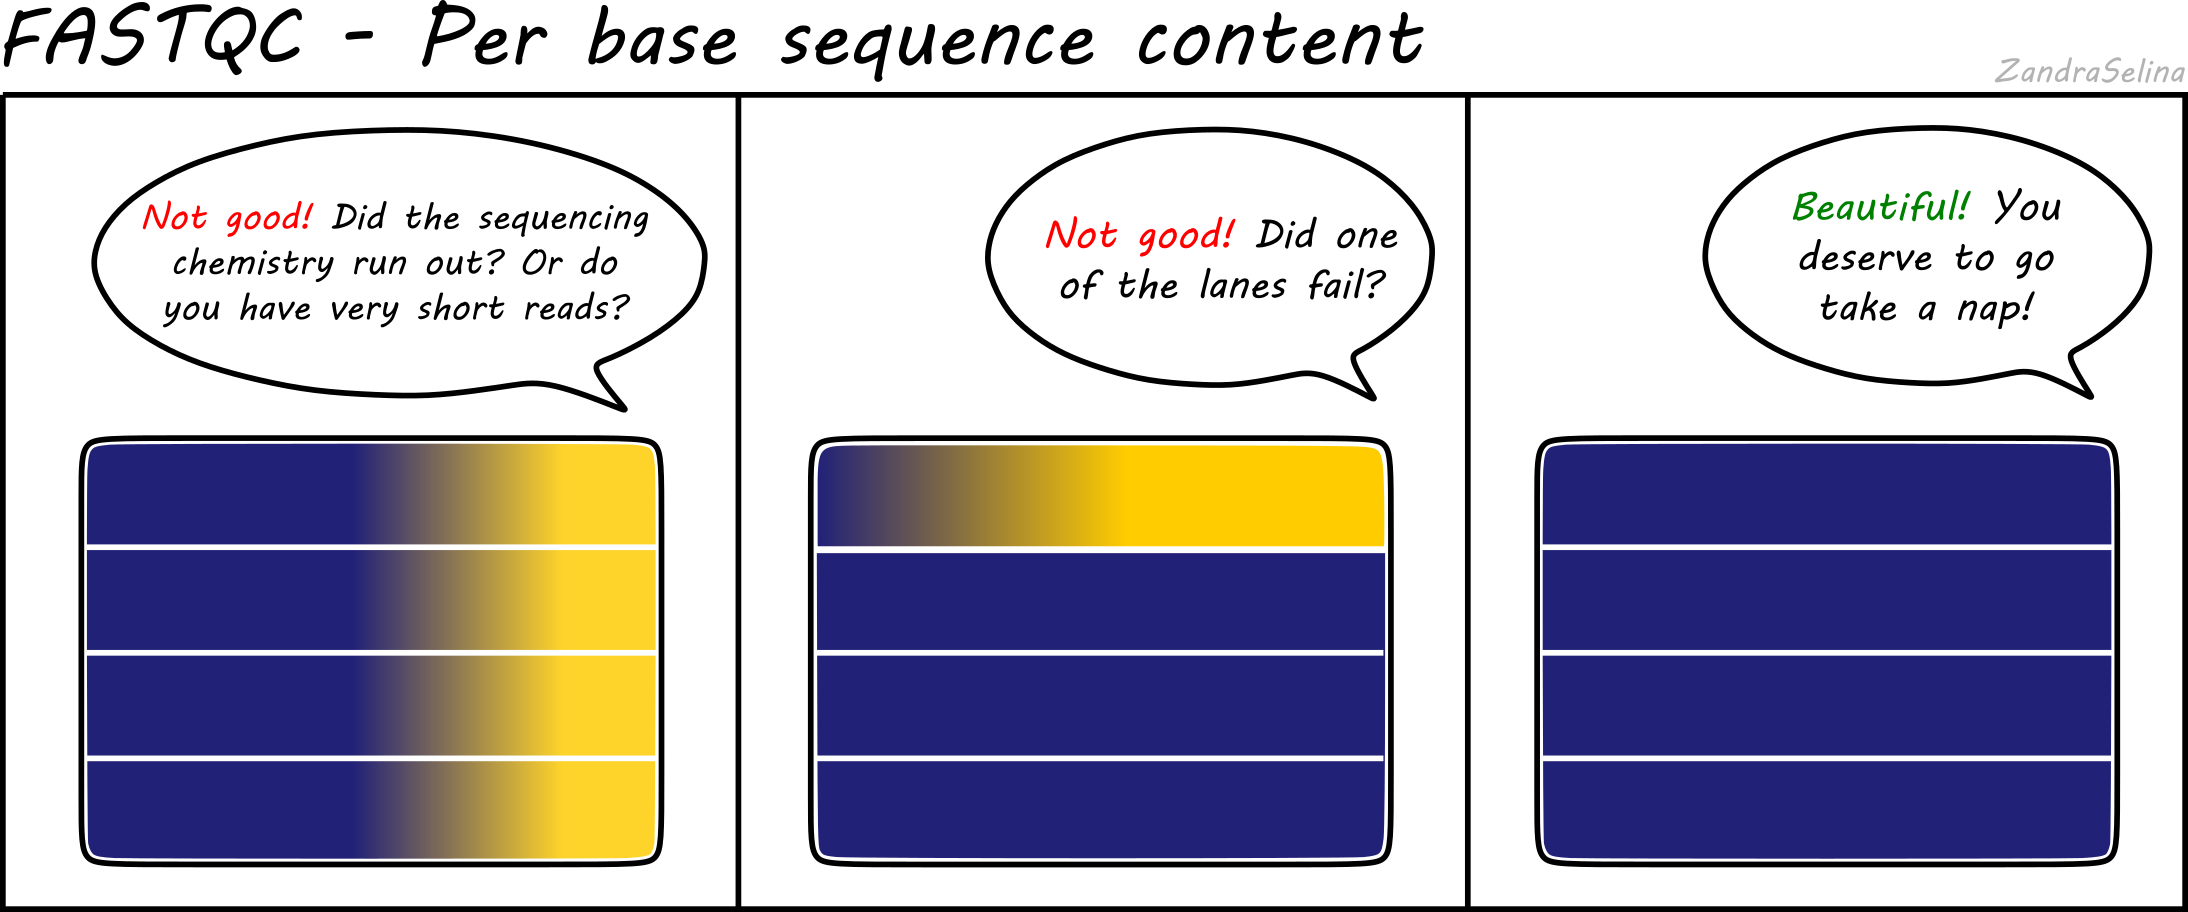 FASTQC - Per base sequence content
ZandraSelina
Not good! Did the sequencing
chemistry run out? Or do
you have very short reads?
Not good! Did one
of the lanes fail?
Beautiful! You
deserve to go
take a nap!